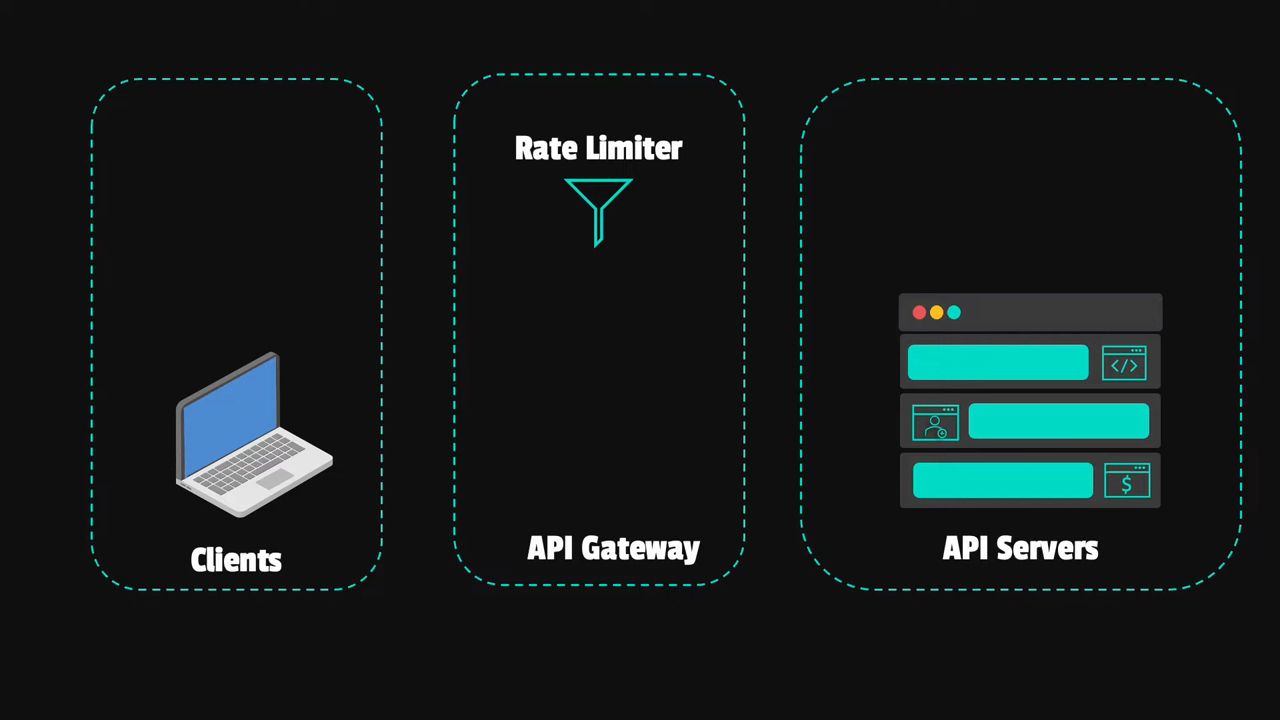 Rate Limiter
</>
$
Clients
API Gateway
API Servers